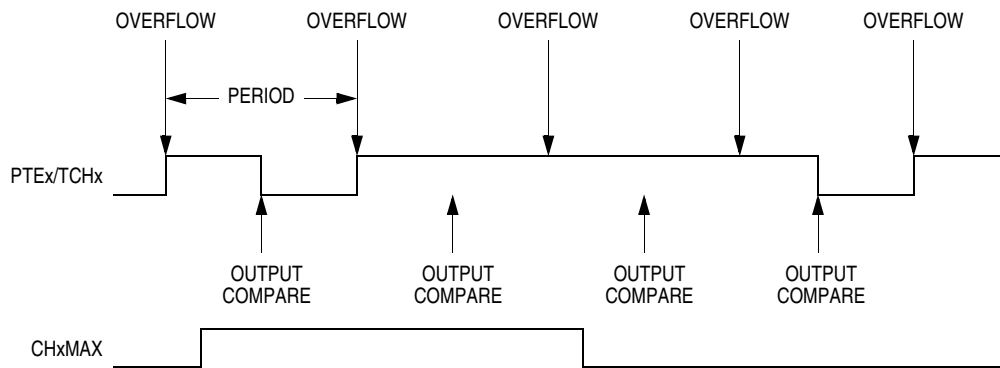 OVERFLOW OVERFLOW OVERFLOW OVERFLOW OVERFLOW
PERIOD
PTEx/TCHx
OUTPUT COMPARE
OUTPUT COMPARE
OUTPUT COMPARE
OUTPUT COMPARE
CHxMAX